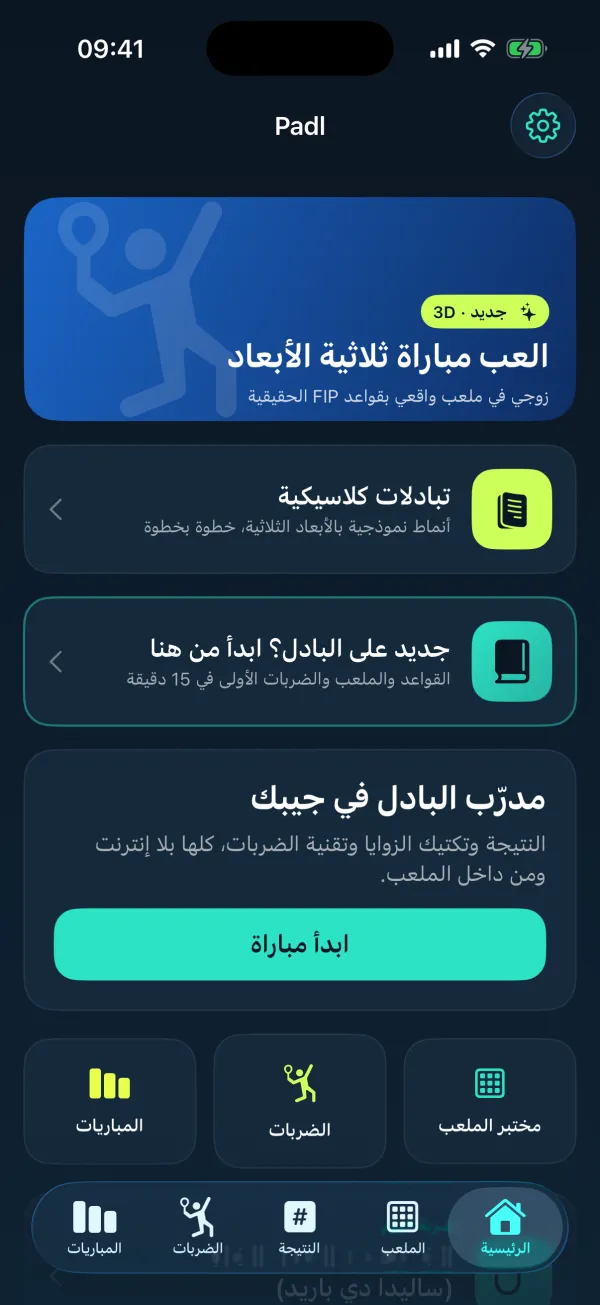 09:41
Padl
جديد · 3D
العب مباراة ثلاثية الأبعاد
زوجي في ملعب واقعي بقواعد FIP الحقيقية
تبادلات كلاسيكية
أنماط نموذجية بالأبعاد الثلاثية، خطوة بخطوة
جديد على البادل؟ ابدأ من هنا
القواعد والملعب والضربات الأولى في 15 دقيقة
مدرّب البادل في جيبك
النتيجة وتكتيك الزوايا وتقنية الضربات، كلها بلا إنترنت
ومن داخل الملعب.
ابدأ مباراة
مختبر الملعب
الضربات
المباريات
الرئيسية
الملعب
#
النتيجة
الضربات
المباريات
(ساليدا دي باريد)